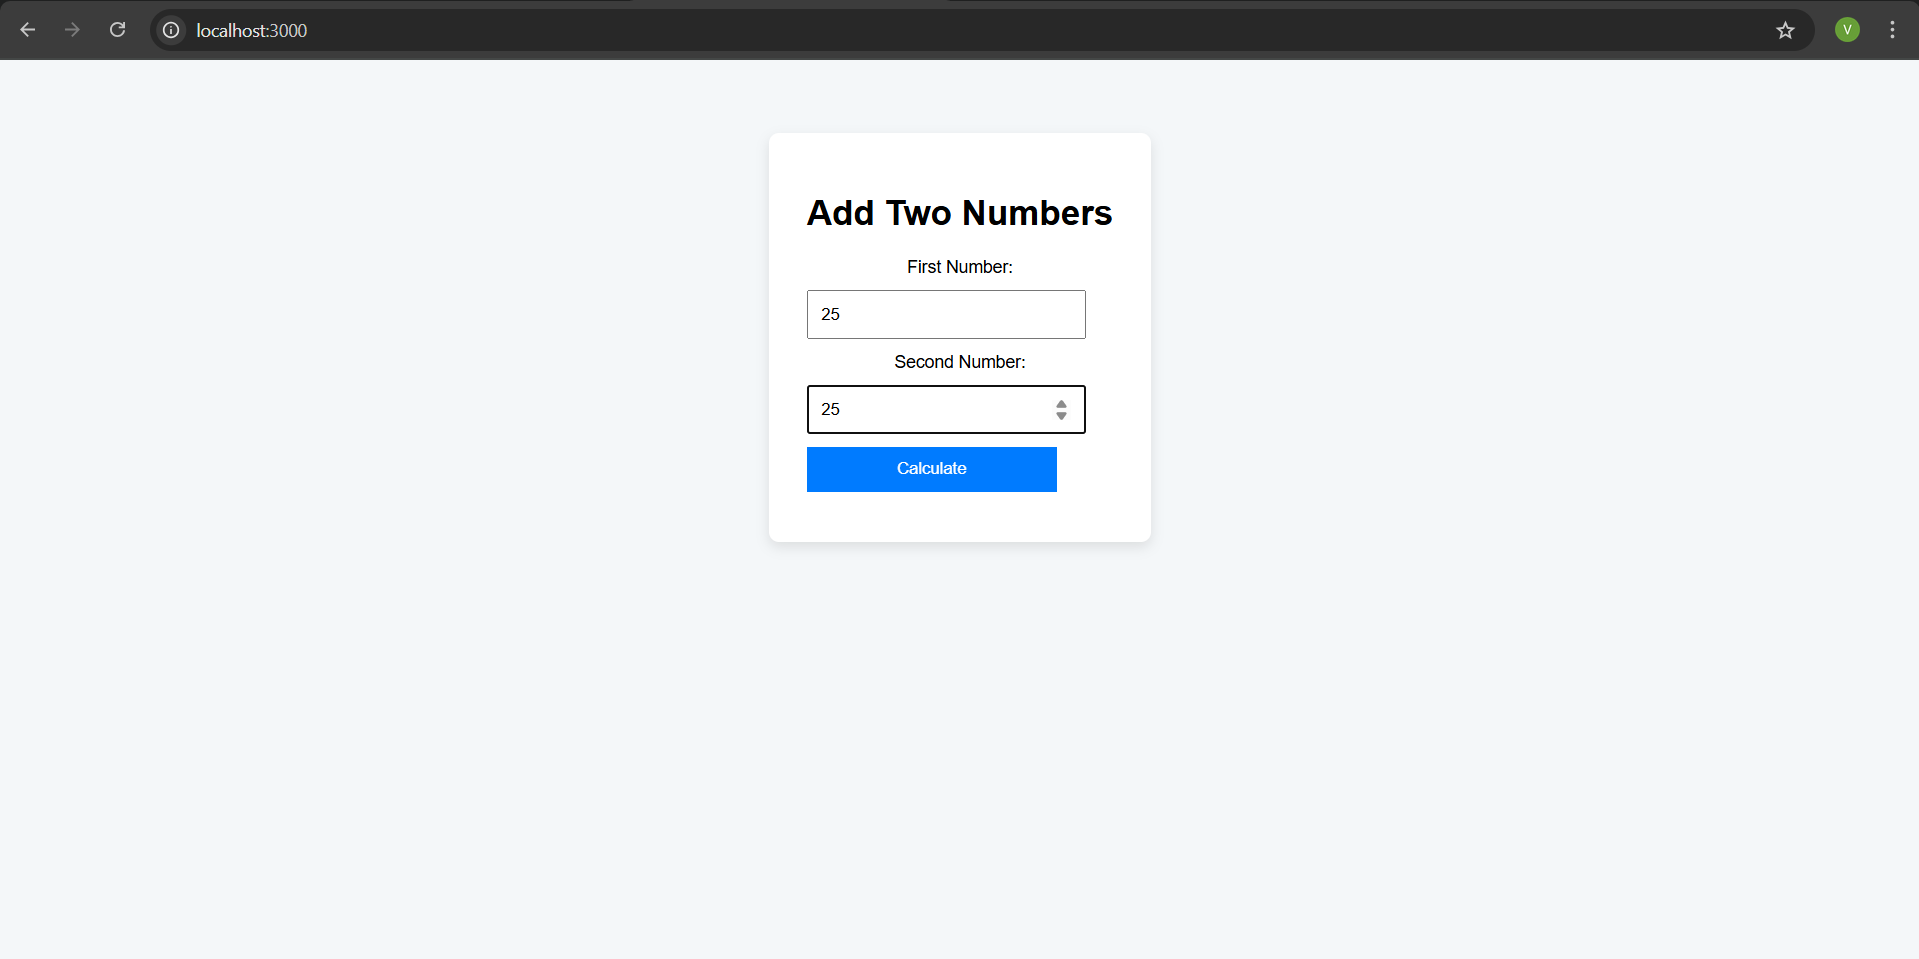 localhost:3000
V
Add Two Numbers
First Number:
25
Second Number:
25
Calculate